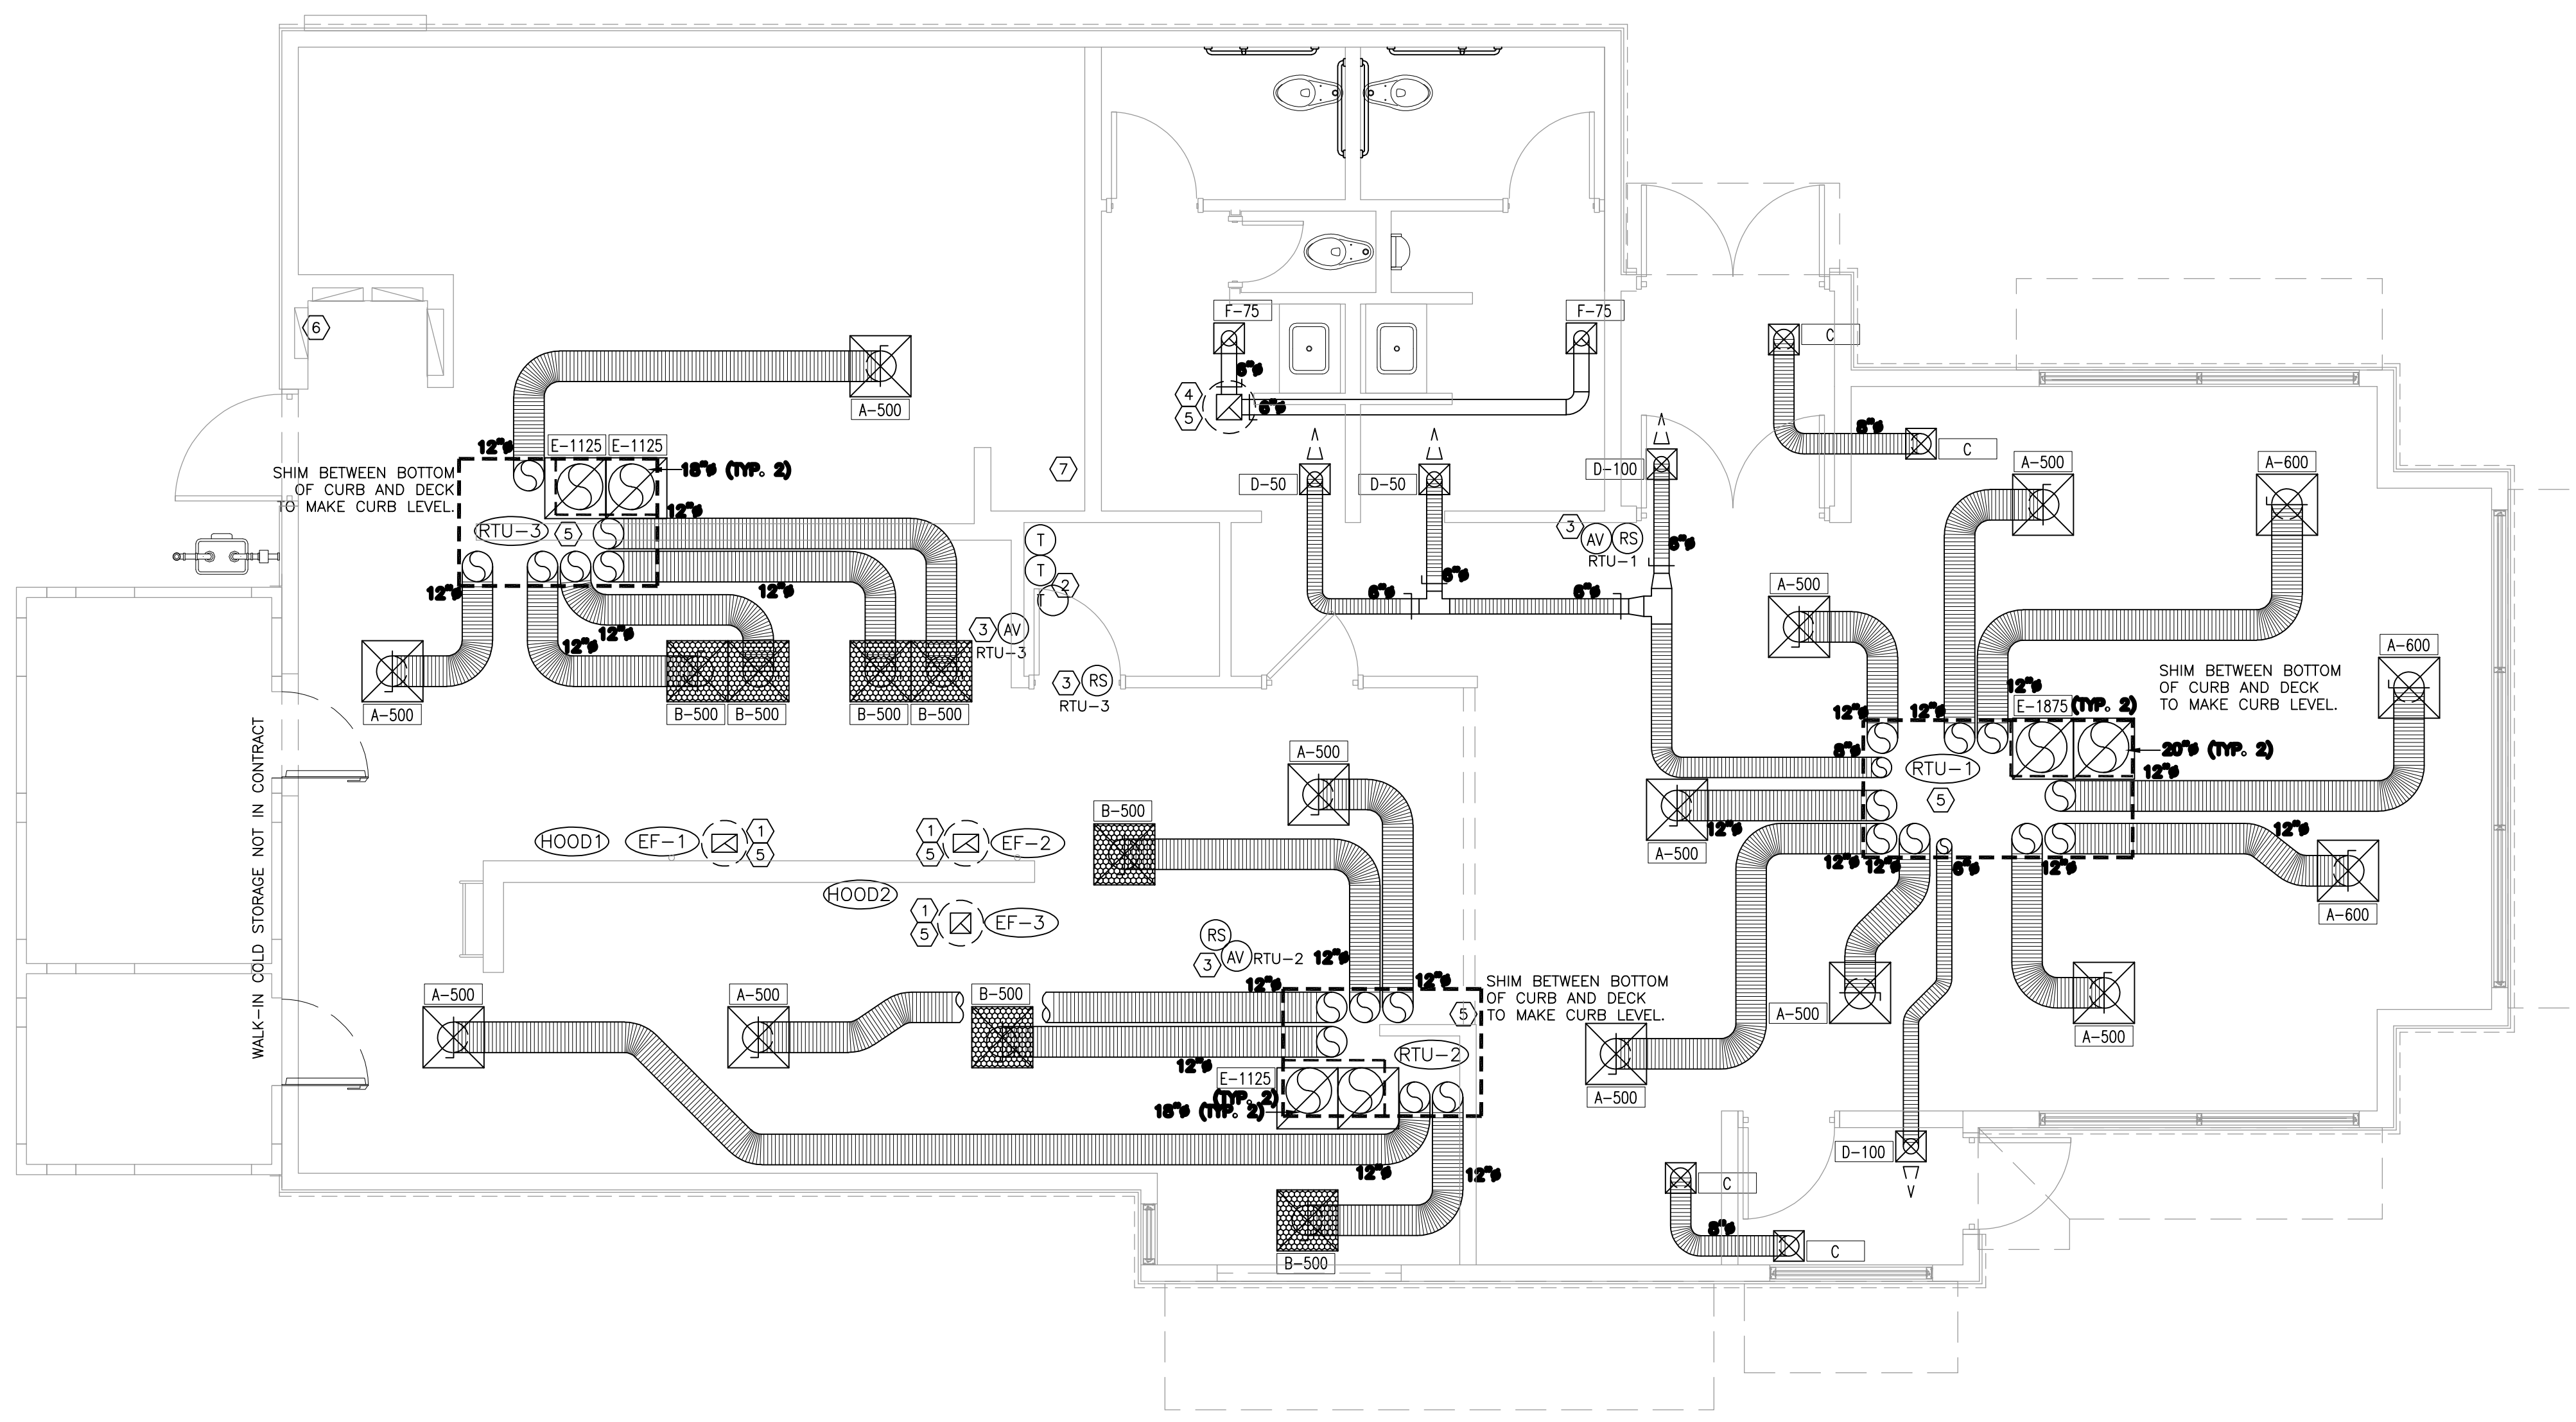 F-75
F-75
6
C
6"ø
4
5
6"ø
A-500
8"ø
C
12"ø
E-1125
E-1125
18"ø (TYP. 2)
SHIM BETWEEN BOTTOM
OF CURB AND DECK
TO MAKE CURB LEVEL.
7
D-50
D-50
D-100
A-500
A-600
12"ø
RTU-3
5
T
T
T
2
3
AV
RS
RTU-1
6"ø
12"ø
12"ø
6"ø
6"ø
6"ø
A-500
12"ø
12"ø
3
AV
RTU-3
3
RS
RTU-3
A-600
SHIM BETWEEN BOTTOM
OF CURB AND DECK
TO MAKE CURB LEVEL.
A-500
B-500
B-500
B-500
B-500
12"ø
12"ø
12"ø
E-1875
(TYP. 2)
WALK-IN COLD STORAGE NOT IN CONTRACT
A-500
8"ø
20"ø (TYP. 2)
RTU-1
12"ø
5
B-500
HOOD1
EF-1
1
5
1
5
EF-2
12"ø
A-500
12"ø
12"ø
12"ø
6"ø
12"ø
HOOD2
1
5
EF-3
A-600
RS
AV
RTU-2
3
12"ø
12"ø
12"ø
SHIM BETWEEN BOTTOM
OF CURB AND DECK
TO MAKE CURB LEVEL.
A-500
A-500
B-500
5
A-500
A-500
RTU-2
12"ø
E-1125
(TYP. 2)
18"ø (TYP. 2)
A-500
D-100
12"ø
12"ø
C
8"ø
C
B-500